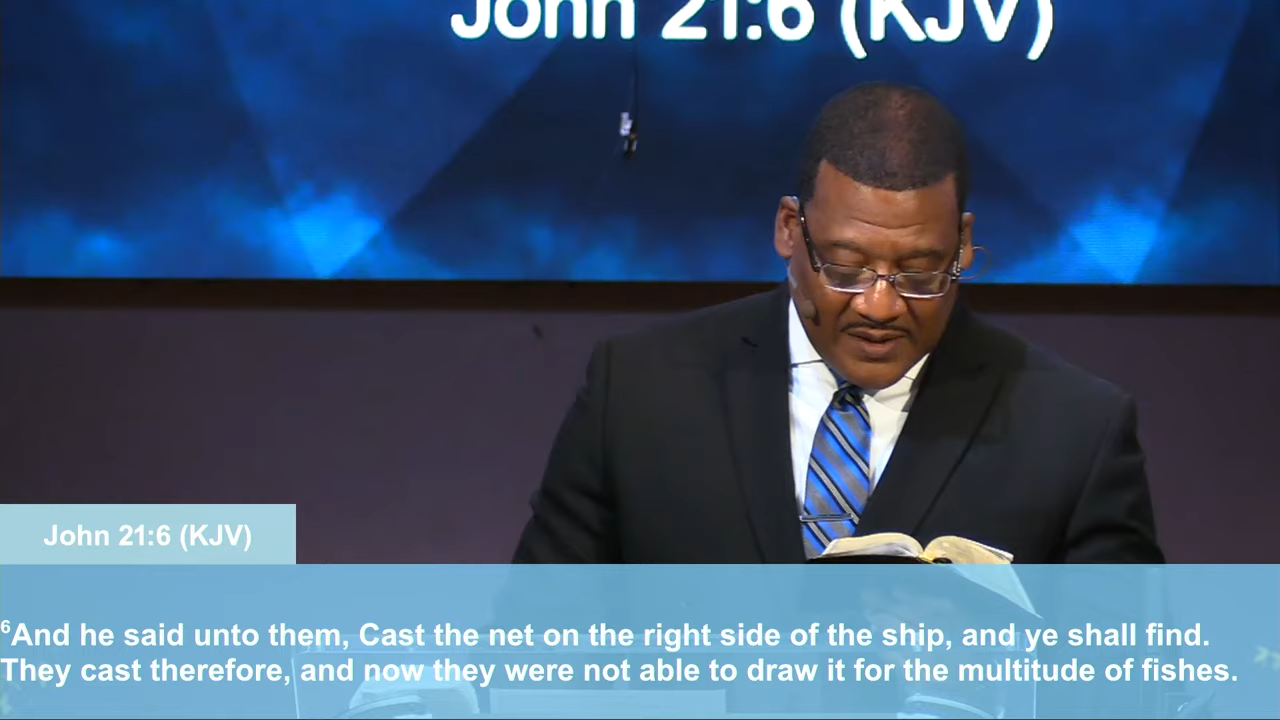 John 21:6 (KJV)
John 21:6 (KJV)
⁶And he said unto them, Cast the net on the right side of the ship, and ye shall find.
They cast therefore, and now they were not able to draw it for the multitude of fishes.